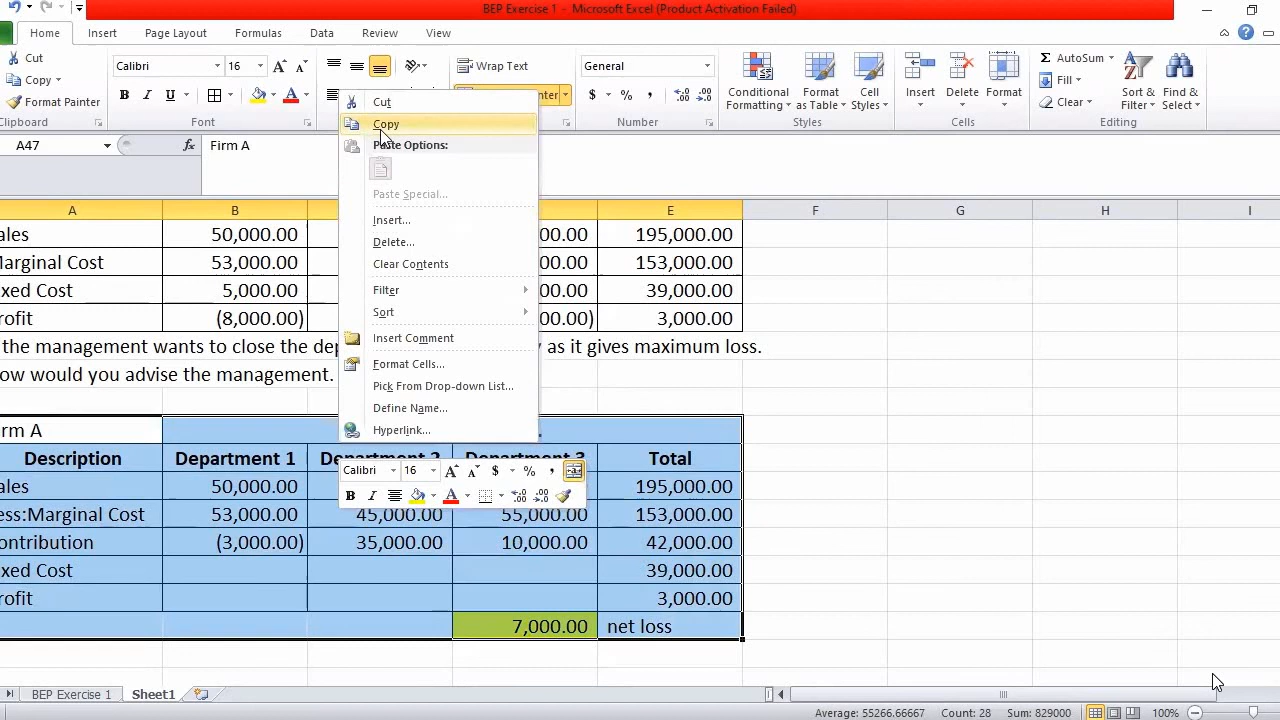 BEP Exercise 1 - Microsoft Excel (Product Activation Failed)
Home Insert Page Layout Formulas Data Review View
Cut
Copy
Format Painter
Calibri 16
B I U
Wrap Text
General
$ % ,
Conditional Formatting
Format as Table
Cell Styles
Insert
Delete
Format
AutoSum
Fill
Clear
Sort & Filter
Find & Select
Clipboard Font Number Cells Editing
A47 fx Firm A
A B E F G H I
ales 50,000.00 195,000.00
Marginal Cost 53,000.00 153,000.00
xed Cost 5,000.00 39,000.00
rofit (8,000.00) 3,000.00
the management wants to close the dep as it gives maximum loss.
ow would you advise the management.
rm A
Description Department 1 Department 2 Department 3 Total
ales 50,000.00 195,000.00
ess:Marginal Cost 53,000.00 45,000.00 55,000.00 153,000.00
ontribution (3,000.00) 35,000.00 10,000.00 42,000.00
xed Cost 39,000.00
rofit 3,000.00
7,000.00 net loss
Cut
Copy
Paste Options:
Paste Special...
Insert...
Delete...
Clear Contents
Filter
Sort
Insert Comment
Format Cells...
Pick From Drop-down List...
Define Name...
Hyperlink...
Calibri 16 A A $ % ,
B I A
BEP Exercise 1 Sheet1
Average: 55266.66667 Count: 28 Sum: 829000 100%